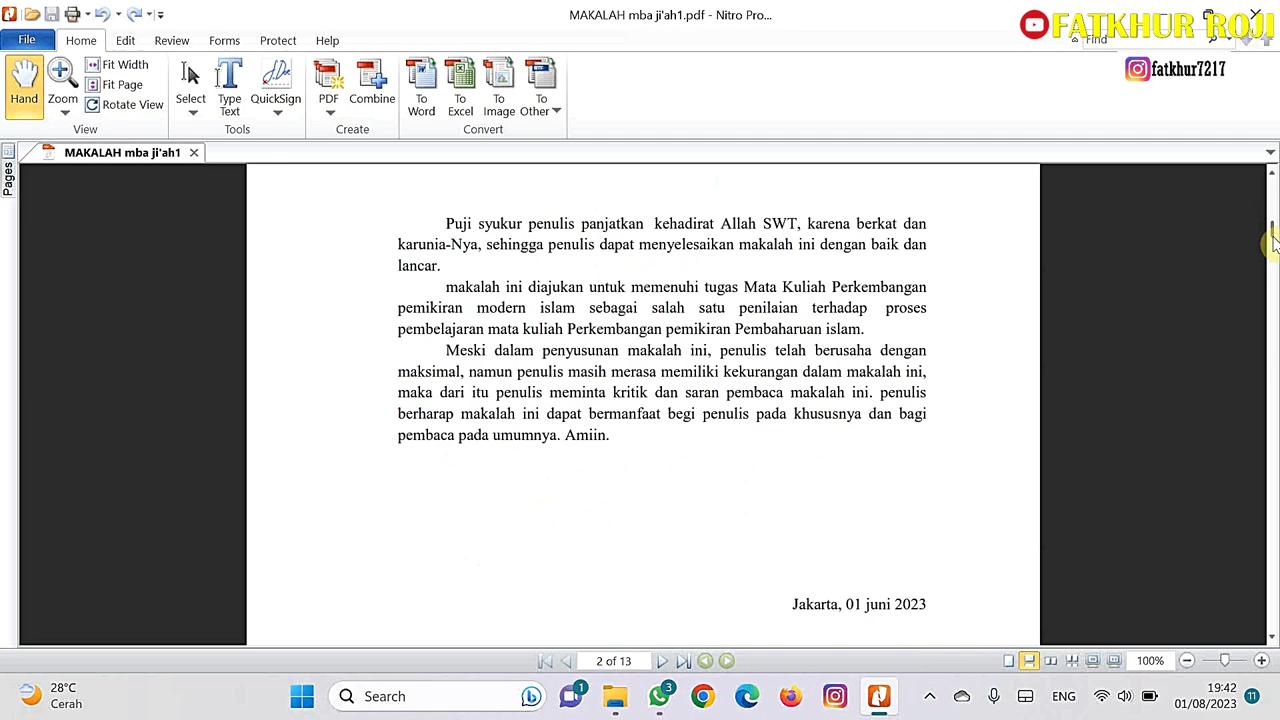 MAKALAH mba ji'ah1.pdf - Nitro Pro...
FATKHUR ROJI
File Home Edit Review Forms Protect Help
Find
fatkhur7217
Hand
Zoom
Fit Width
Fit Page
Rotate View
View
Select
Type Text
QuickSign
Tools
PDF
Combine
Create
To Word
To Excel
To Image
To Other
Convert
Pages
MAKALAH mba ji'ah1
Puji syukur penulis panjatkan kehadirat Allah SWT, karena berkat dan
karunia-Nya, sehingga penulis dapat menyelesaikan makalah ini dengan baik dan
lancar.
makalah ini diajukan untuk memenuhi tugas Mata Kuliah Perkembangan
pemikiran modern islam sebagai salah satu penilaian terhadap proses
pembelajaran mata kuliah Perkembangan pemikiran Pembaharuan islam.
Meski dalam penyusunan makalah ini, penulis telah berusaha dengan
maksimal, namun penulis masih merasa memiliki kekurangan dalam makalah ini,
maka dari itu penulis meminta kritik dan saran pembaca makalah ini. penulis
berharap makalah ini dapat bermanfaat begi penulis pada khususnya dan bagi
pembaca pada umumnya. Amiin.
Jakarta, 01 juni 2023
2 of 13
100%
28°C
Cerah
Search
1
3
ENG
19:42
01/08/2023
11